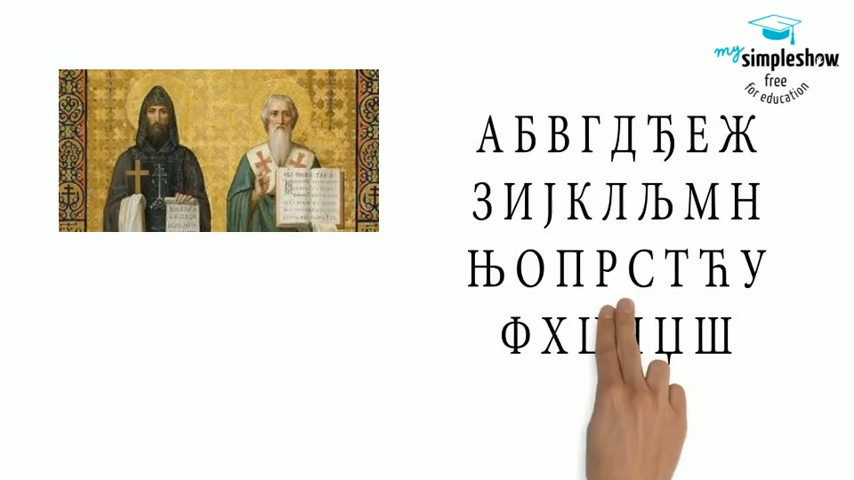 my
simpleshow
free
for education
А Б В Г Д Ђ Е Ж
З И Ј К Л Љ М Н
Њ О П Р С Т Ћ У
Ф Х Ц Ч Џ Ш